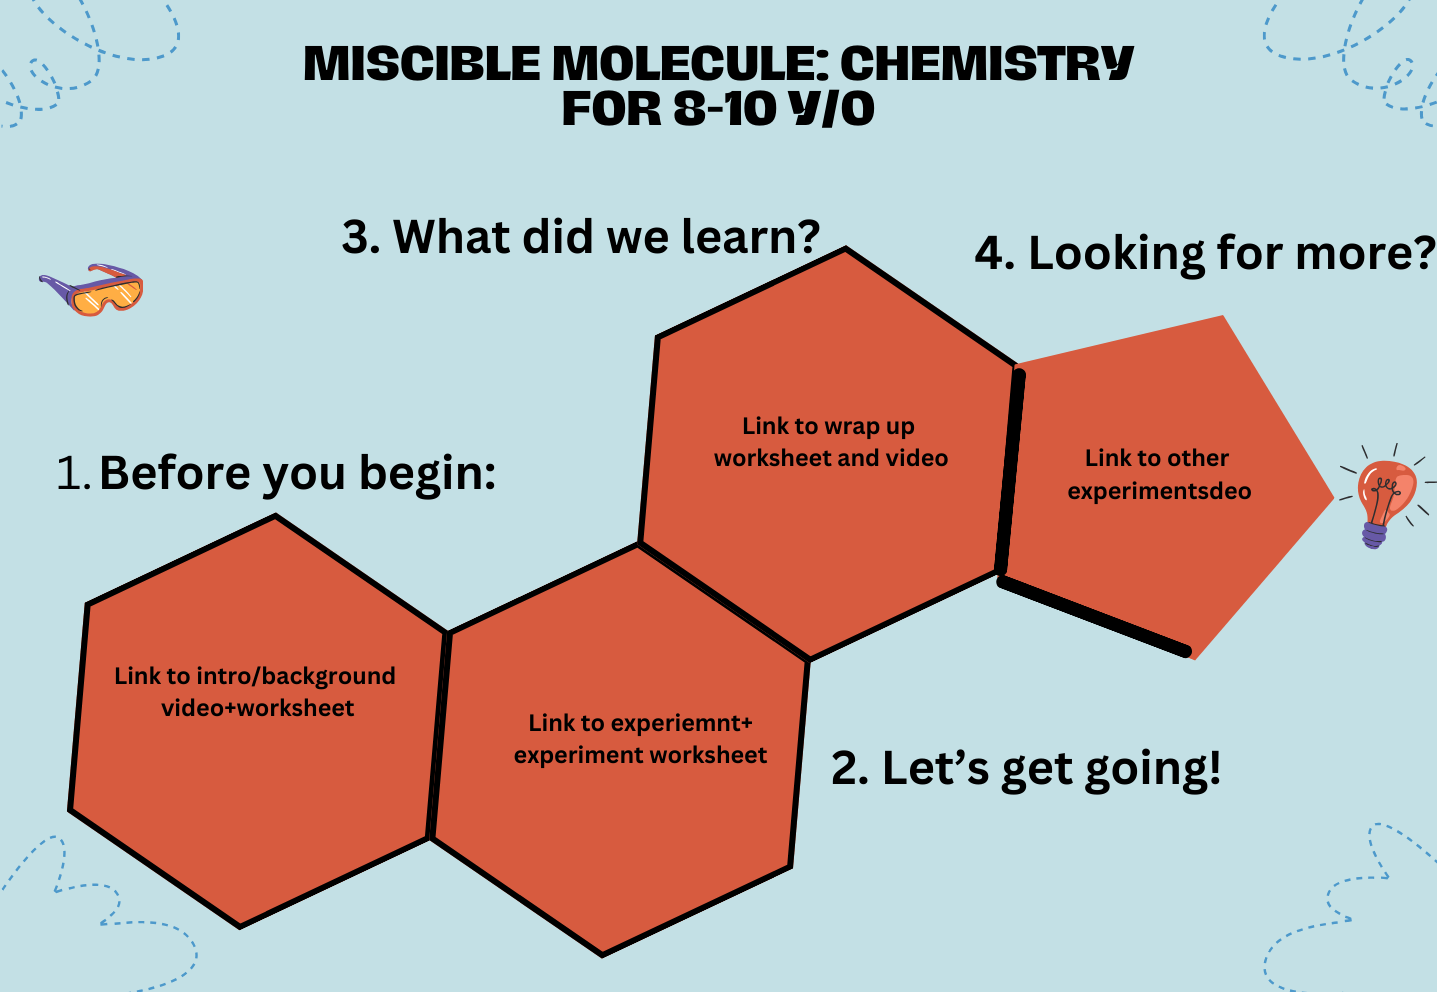 MISCIBLE MOLECULE: CHEMISTRY
FOR 8-10 Y/O
3. What did we learn?
4. Looking for more?
Link to wrap up
worksheet and video
Link to other
experimentsdeo
1. Before you begin:
Link to intro/background
video+worksheet
Link to experiemnt+
experiment worksheet
2. Let’s get going!